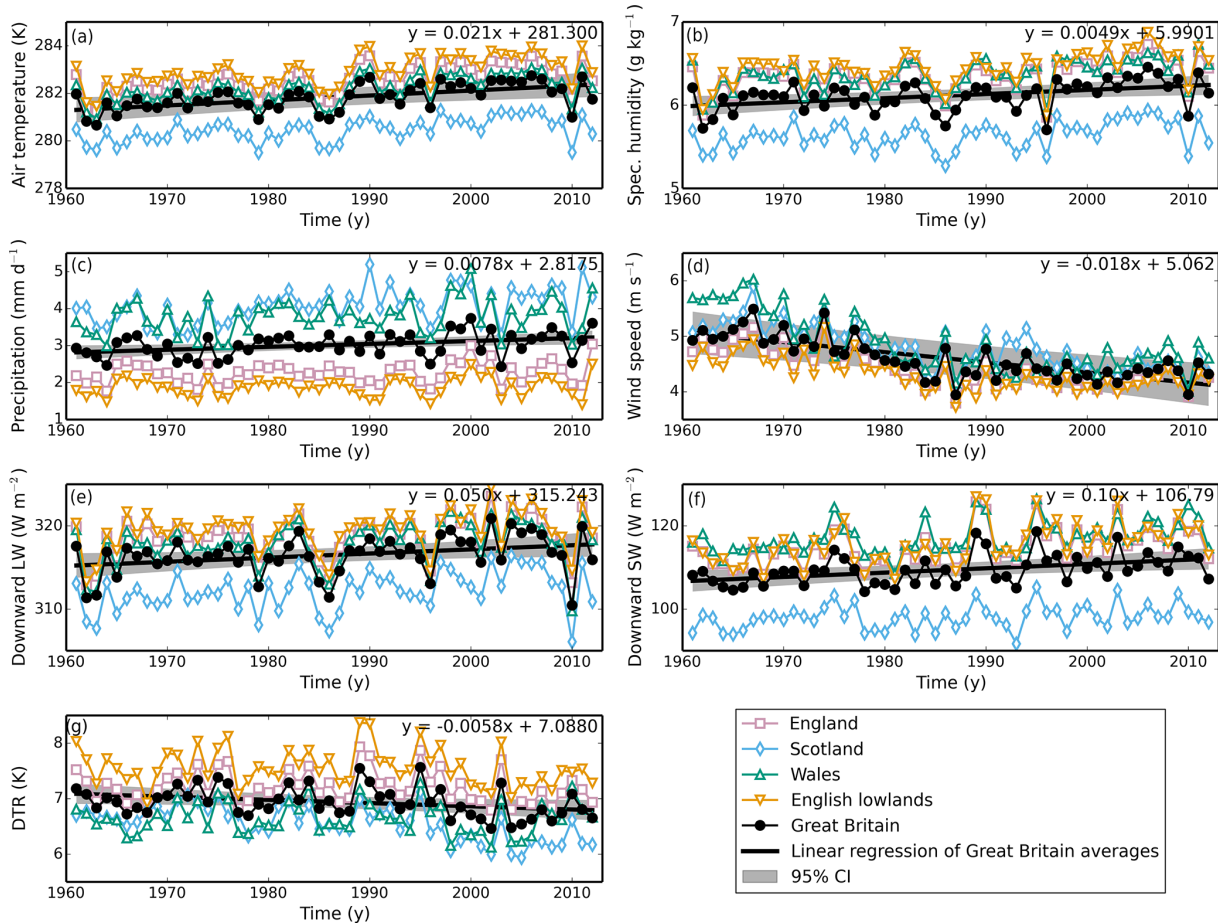 (a)
y = 0.021x + 281.300
Air temperature (K)
284
282
280
278
1960 1970 1980 1990 2000 2010
Time (y)
(b)
y = 0.0049x + 5.9901
Spec. humidity (g kg⁻¹)
7
6
5
1960 1970 1980 1990 2000 2010
Time (y)
(c)
y = 0.0078x + 2.8175
Precipitation (mm d⁻¹)
5
4
3
2
1
1960 1970 1980 1990 2000 2010
Time (y)
(d)
y = -0.018x + 5.062
Wind speed (m s⁻¹)
6
5
4
1960 1970 1980 1990 2000 2010
Time (y)
(e)
y = 0.050x + 315.243
Downward LW (W m⁻²)
320
310
1960 1970 1980 1990 2000 2010
Time (y)
(f)
y = 0.10x + 106.79
Downward SW (W m⁻²)
120
100
1960 1970 1980 1990 2000 2010
Time (y)
(g)
y = -0.0058x + 7.0880
DTR (K)
8
7
6
1960 1970 1980 1990 2000 2010
Time (y)
England
Scotland
Wales
English lowlands
Great Britain
Linear regression of Great Britain averages
95% CI